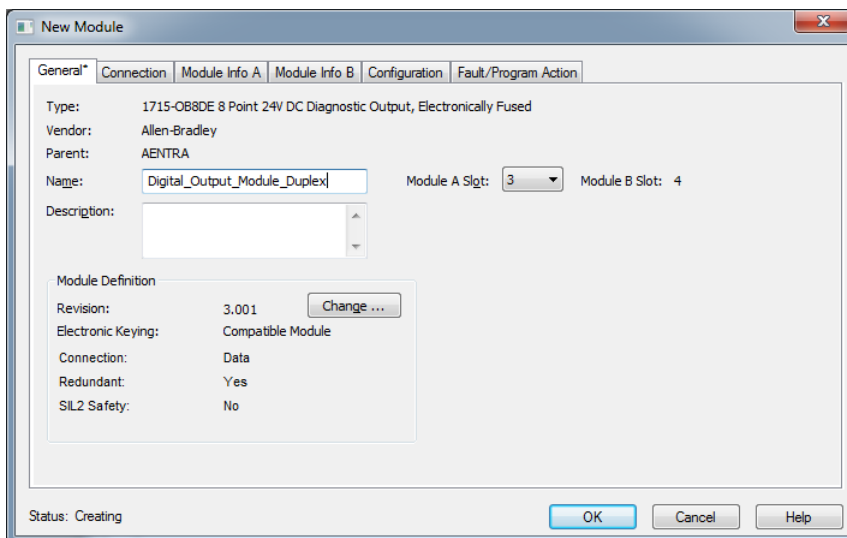 New Module
General* Connection Module Info A Module Info B Configuration Fault/Program Action
Type: 1715-OB8DE 8 Point 24V DC Diagnostic Output, Electronically Fused
Vendor: Allen-Bradley
Parent: AENTRA
Name: Digital_Output_Module_Duplex Module A Slot: 3 Module B Slot: 4
Description:
Module Definition
Revision: 3.001 Change ...
Electronic Keying: Compatible Module
Connection: Data
Redundant: Yes
SIL2 Safety: No
Status: Creating OK Cancel Help